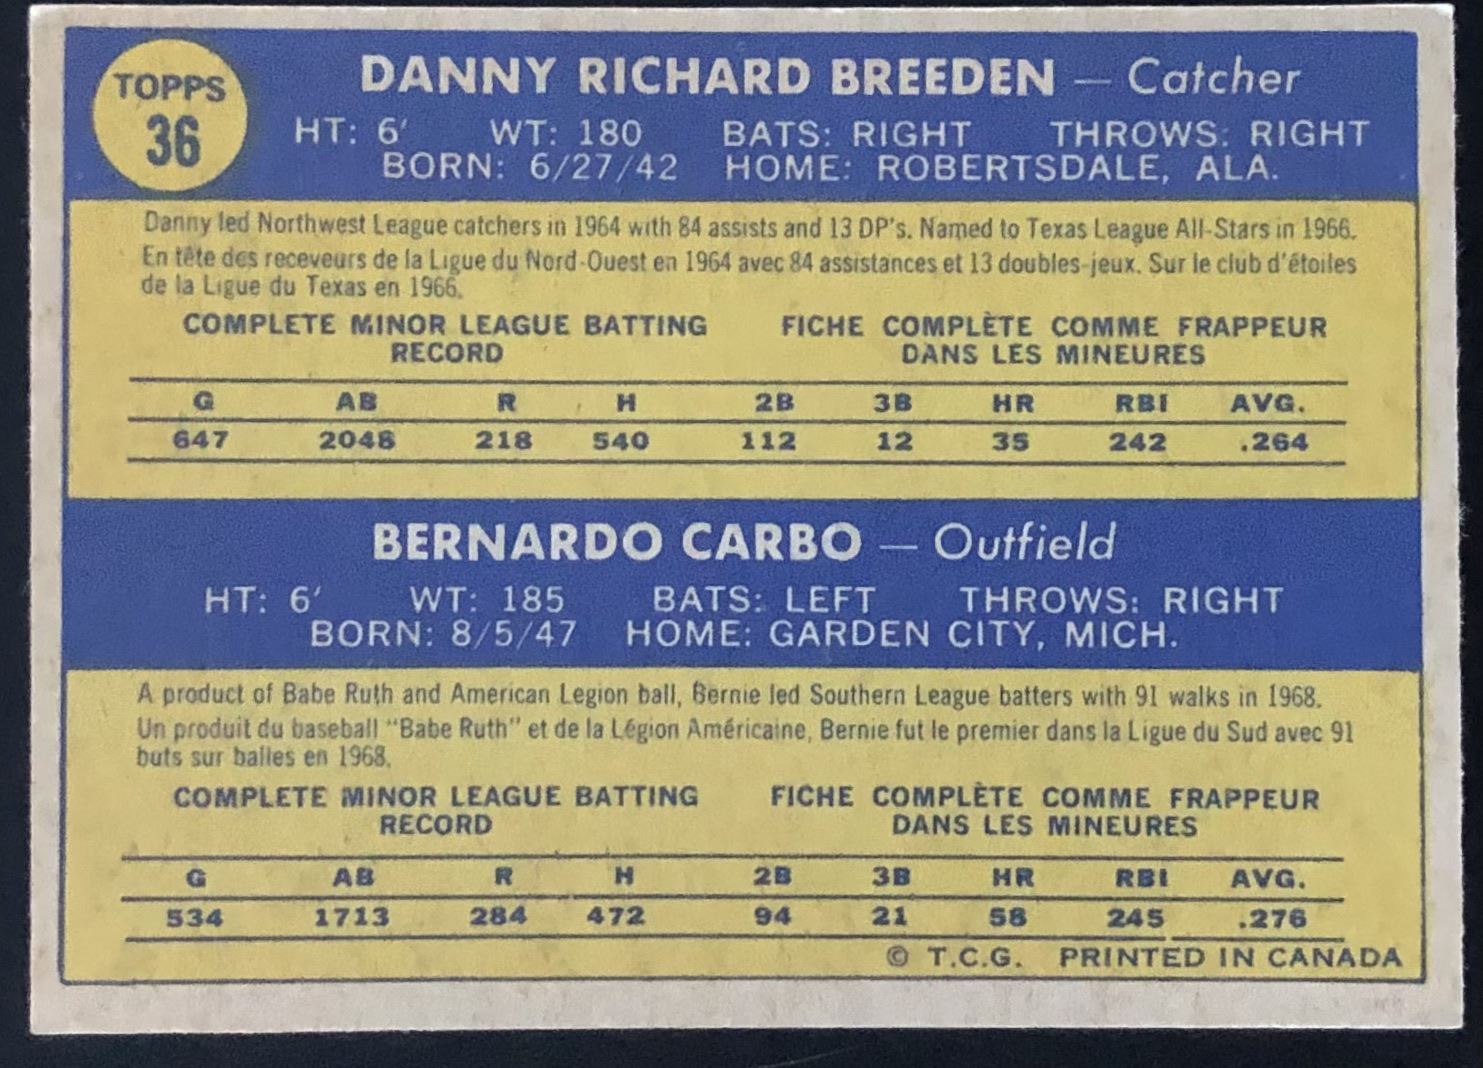 TOPPS
36
DANNY RICHARD BREEDEN — Catcher
HT: 6' WT: 180 BATS: RIGHT THROWS: RIGHT
BORN: 6/27/42 HOME: ROBERTSDALE, ALA.
Danny led Northwest League catchers in 1964 with 84 assists and 13 DP's. Named to Texas League All-Stars in 1966.
En tête des receveurs de la Ligue du Nord-Ouest en 1964 avec 84 assistances et 13 doubles-jeux. Sur le club d'étoiles
de la Ligue du Texas en 1966.
COMPLETE MINOR LEAGUE BATTING FICHE COMPLÈTE COMME FRAPPEUR
RECORD DANS LES MINEURES
G AB R H 2B 3B HR RBI AVG.
647 2046 218 540 112 12 35 242 .264
BERNARDO CARBO — Outfield
HT: 6' WT: 185 BATS: LEFT THROWS: RIGHT
BORN: 8/5/47 HOME: GARDEN CITY, MICH.
A product of Babe Ruth and American Legion ball, Bernie led Southern League batters with 91 walks in 1968.
Un produit du baseball "Babe Ruth" et de la Légion Américaine, Bernie fut le premier dans la Ligue du Sud avec 91
buts sur balles en 1968.
COMPLETE MINOR LEAGUE BATTING FICHE COMPLÈTE COMME FRAPPEUR
RECORD DANS LES MINEURES
G AB R H 2B 3B HR RBI AVG.
534 1713 284 472 94 21 58 245 .276
© T.C.G. PRINTED IN CANADA